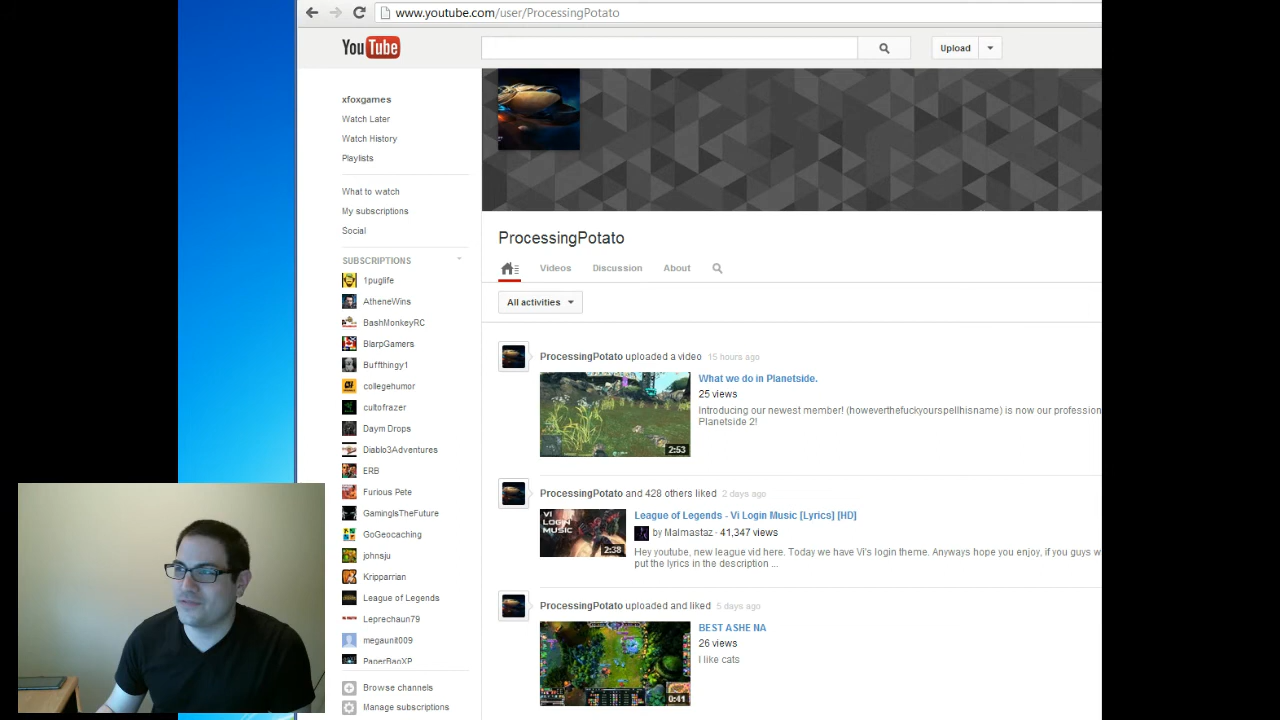 www.youtube.com/user/ProcessingPotato
YouTube
Upload
xfoxgames
Watch Later
Watch History
Playlists
What to watch
My subscriptions
Social
SUBSCRIPTIONS
1puglife
AtheneWins
BashMonkeyRC
BlarpGamers
Buffthingy1
collegehumor
cultofrazer
Daym Drops
Diablo3Adventures
ERB
Furious Pete
GamingIsTheFuture
GoGeocaching
johnsju
Kripparrian
League of Legends
Leprechaun79
megaunit009
PaperBagXP
Browse channels
Manage subscriptions
ProcessingPotato
Videos Discussion About
All activities
ProcessingPotato uploaded a video 15 hours ago
What we do in Planetside.
25 views
Introducing our newest member! (howeverthefuckyourspellhisname) is now our profession
Planetside 2!
2:53
ProcessingPotato and 428 others liked 2 days ago
VI
LOGIN
MUSIC
2:38
League of Legends - Vi Login Music [Lyrics] [HD]
by Malmastaz · 41,347 views
Hey youtube, new league vid here. Today we have Vi's login theme. Anyways hope you enjoy, if you guys w
put the lyrics in the description ...
ProcessingPotato uploaded and liked 5 days ago
BEST ASHE NA
26 views
I like cats
0:41